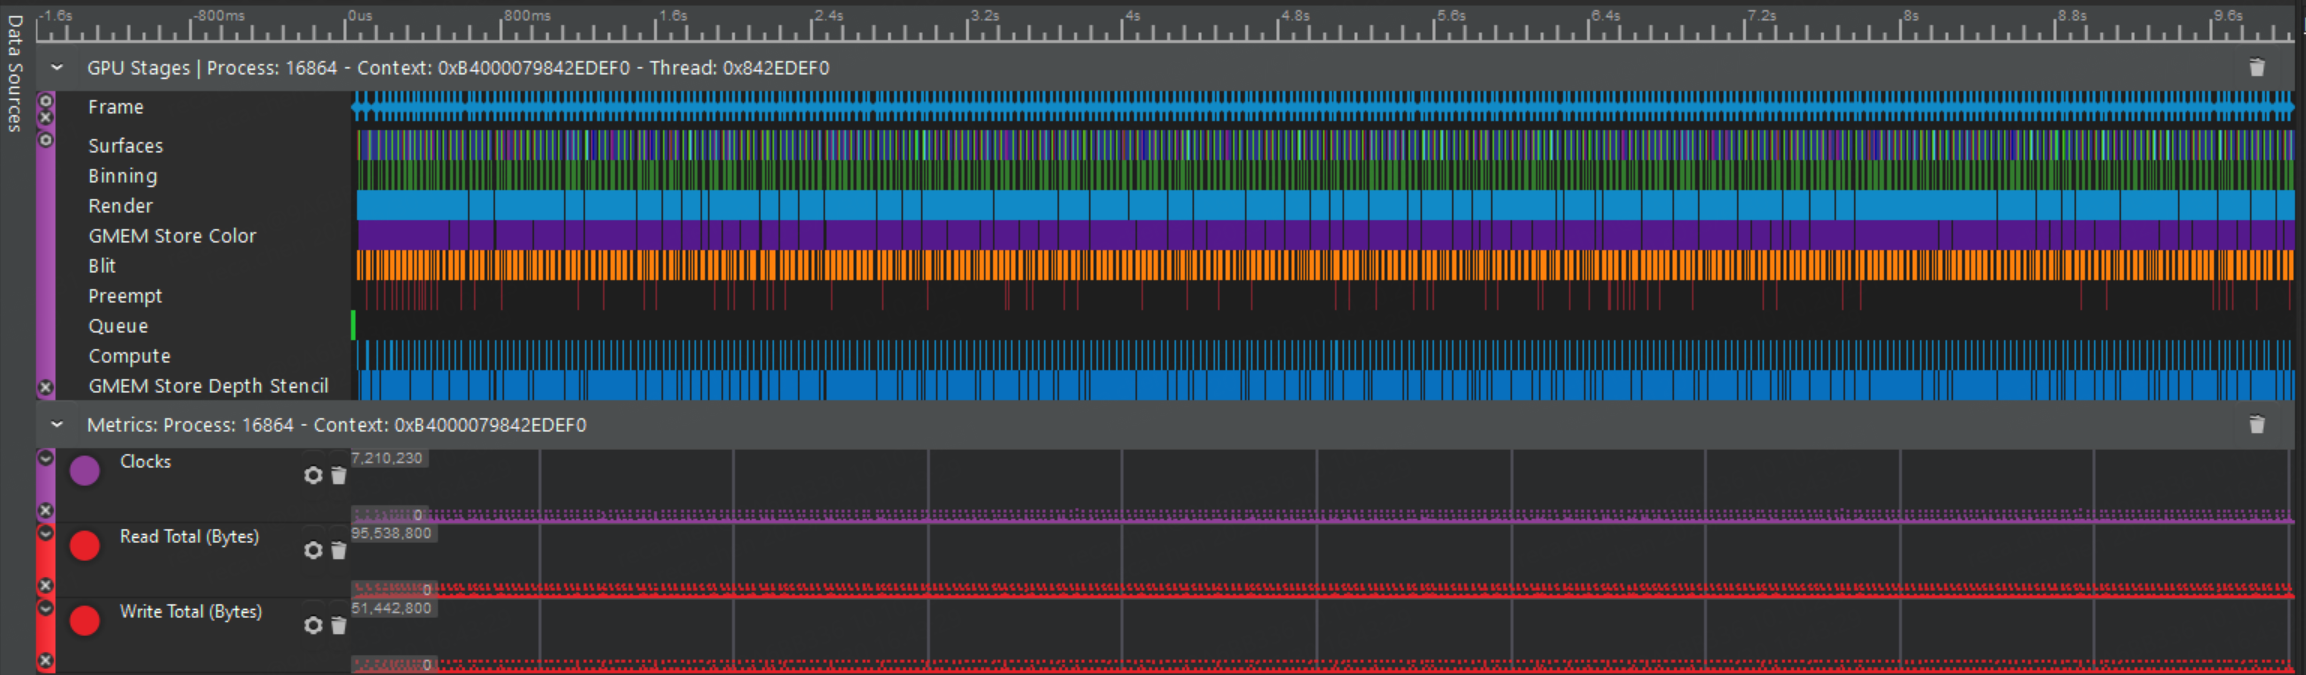 Data Sources
-1.6s -800ms 0us 800ms 1.6s 2.4s 3.2s 4s 4.8s 5.6s 6.4s 7.2s 8s 8.8s 9.6s
GPU Stages | Process: 16864 - Context: 0xB4000079842EDEF0 - Thread: 0x842EDEF0
Frame
Surfaces
Binning
Render
GMEM Store Color
Blit
Preempt
Queue
Compute
GMEM Store Depth Stencil
Metrics: Process: 16864 - Context: 0xB4000079842EDEF0
Clocks 7,210,230
0
Read Total (Bytes) 95,538,800
0
Write Total (Bytes) 51,442,800
0